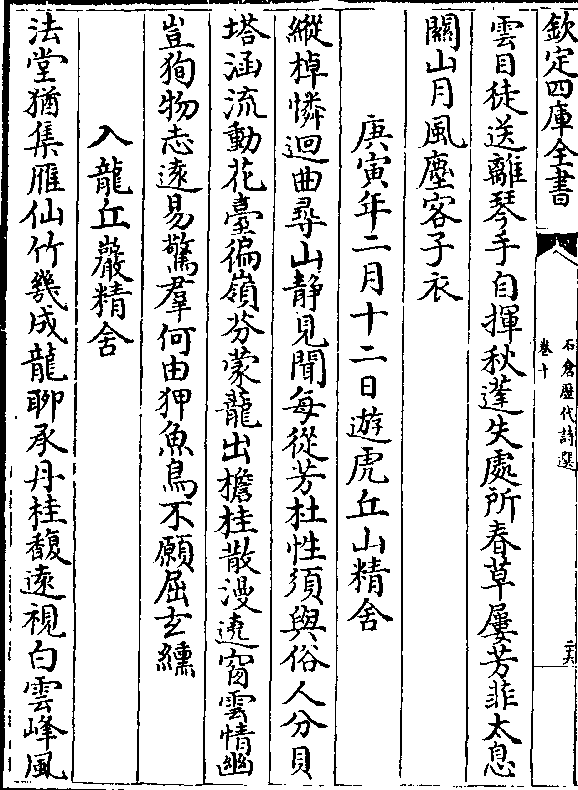 欽定四庫全書
石倉歷代詩選
卷十
二六
雲目徒送離琴手自揮秋蓬失處所春草屢芳菲太息
關山月風塵客子衣
庚寅年二月十二日遊虎丘山精舍
縱棹憐迴曲尋山静見聞每從芳杜性須與俗人分貝
塔涵流動花臺徧嶺芬蒙蘢出檐桂散漫遶窗雲情幽
豈狥物志遠易驚羣何由狎魚鳥不願屈玄纁
入龍丘巖精舍
法堂猶集雁仙竹幾成龍聊承丹桂馥遠視白雲峰風